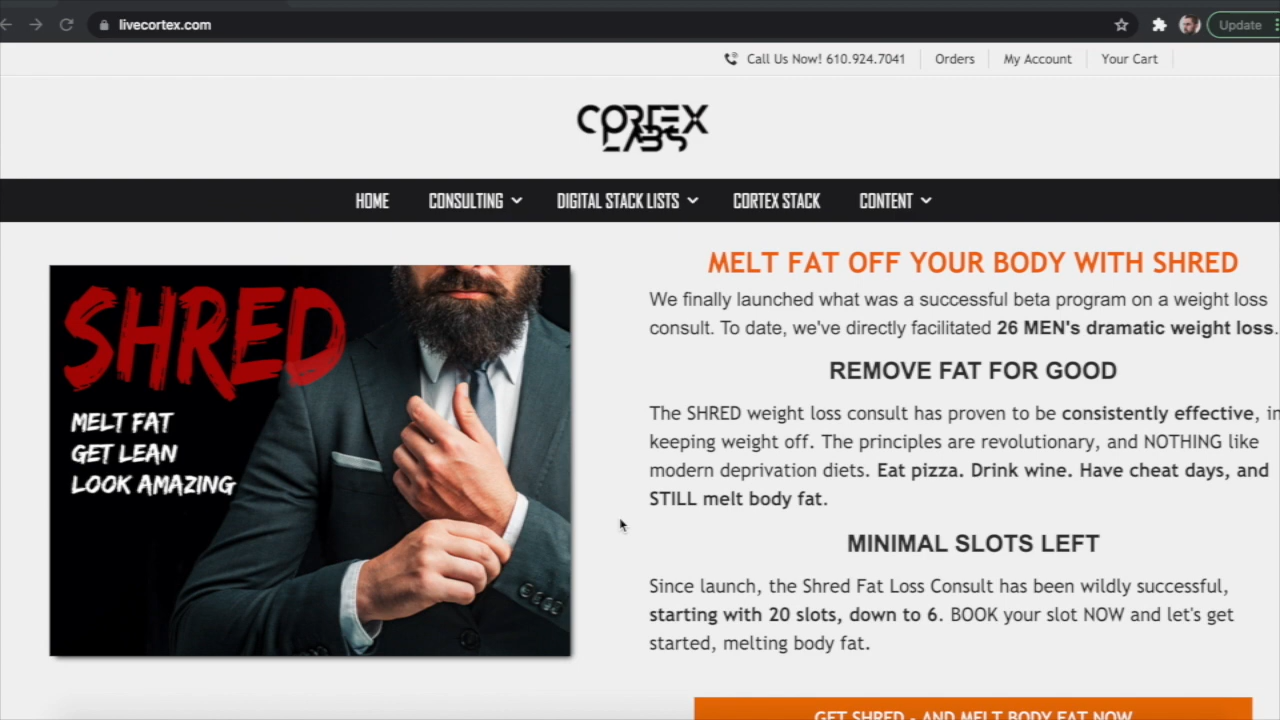 livecortex.com
Update
Call Us Now! 610.924.7041 Orders My Account Your Cart
CORTEX
LABS
HOME CONSULTING DIGITAL STACK LISTS CORTEX STACK CONTENT
SHRED
MELT FAT
GET LEAN
LOOK AMAZING
MELT FAT OFF YOUR BODY WITH SHRED
We finally launched what was a successful beta program on a weight loss
consult. To date, we've directly facilitated 26 MEN's dramatic weight loss.
REMOVE FAT FOR GOOD
The SHRED weight loss consult has proven to be consistently effective, in
keeping weight off. The principles are revolutionary, and NOTHING like
modern deprivation diets. Eat pizza. Drink wine. Have cheat days, and
STILL melt body fat.
MINIMAL SLOTS LEFT
Since launch, the Shred Fat Loss Consult has been wildly successful,
starting with 20 slots, down to 6. BOOK your slot NOW and let's get
started, melting body fat.
GET SHRED - AND MELT BODY FAT NOW